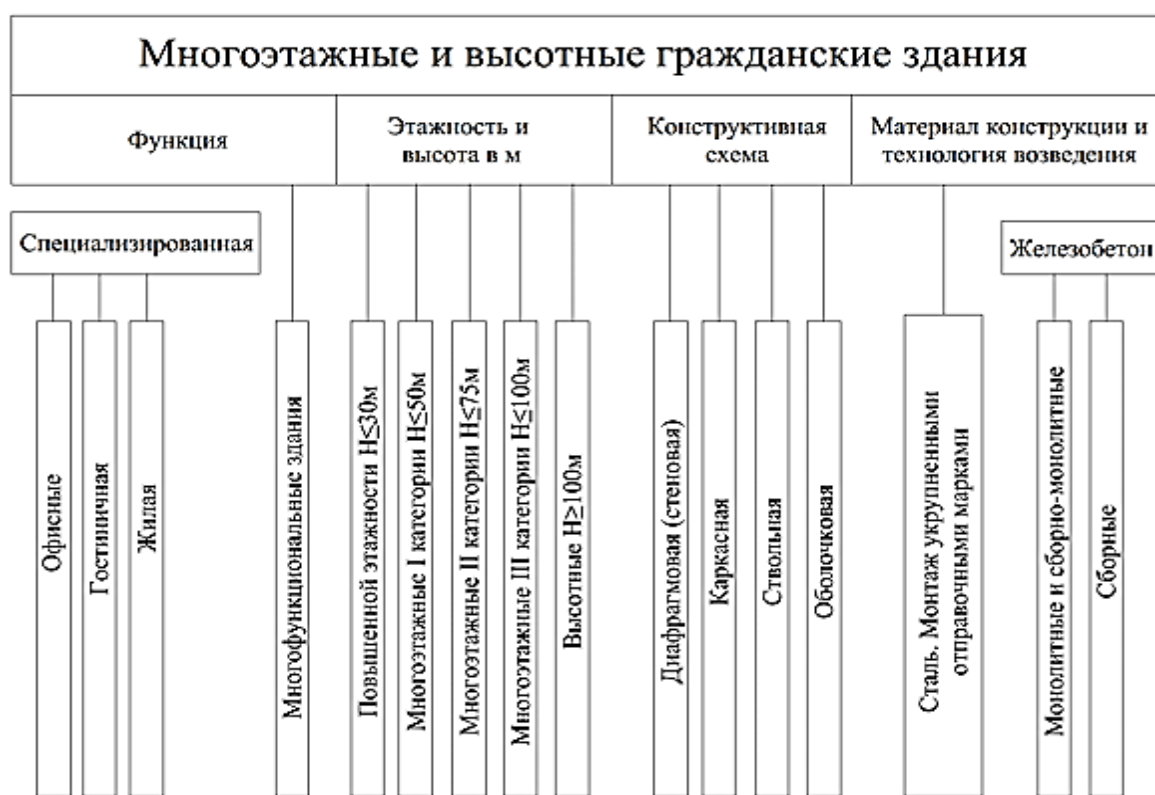 Многоэтажные и высотные гражданские здания
Функция
Этажность и
высота в м
Конструктивная
схема
Материал конструкции и
технология возведения
Специализированная
Железобетон
Офисные
Гостиничная
Жилая
Многофункциональные здания
Повышенной этажности H≤30м
Многоэтажные I категории H≤50м
Многоэтажные II категории H≤75м
Многоэтажные III категории H≤100м
Высотные H≥100м
Диафрагмовая (стеновая)
Каркасная
Ствольная
Оболочковая
Сталь. Монтаж укрупненными
отправочными марками
Монолитные и сборно-монолитные
Сборные